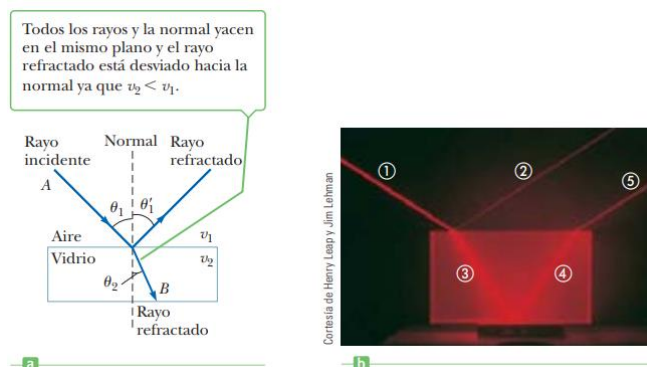 Todos los rayos y la normal yacen
en el mismo plano y el rayo
refractado está desviado hacia la
normal ya que v₂ < v₁.
Rayo
incidente
Normal
Rayo
refractado
A
θ₁
θ′₁
Aire
v₁
Vidrio
v₂
θ₂
B
Rayo
refractado
a
Cortesía de Henry Leap y Jim Lehman
①
②
⑤
③
④
b